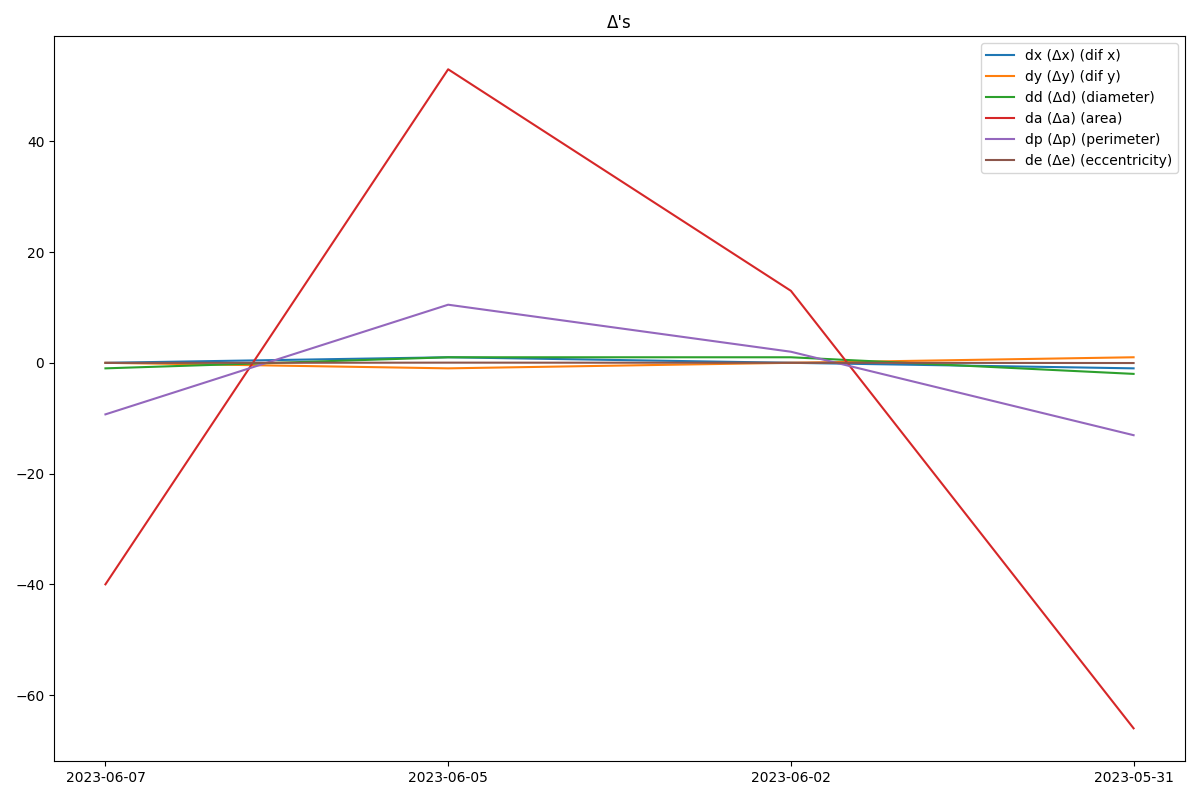 Δ's
dx (Δx) (dif x)
dy (Δy) (dif y)
dd (Δd) (diameter)
da (Δa) (area)
dp (Δp) (perimeter)
de (Δe) (eccentricity)
40
20
0
−20
−40
−60
2023-06-07
2023-06-05
2023-06-02
2023-05-31